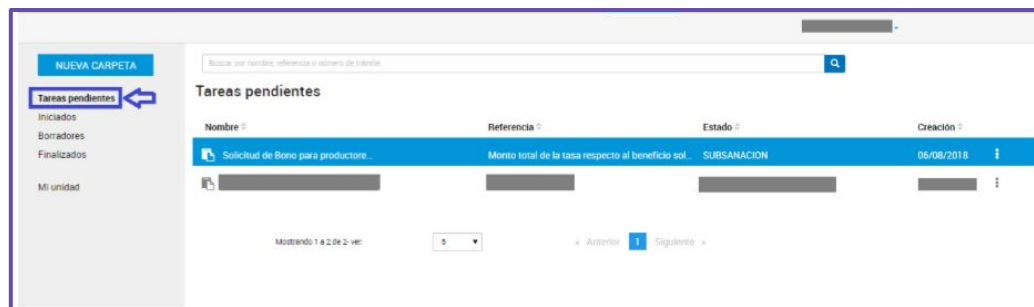 NUEVA CARPETA
Buscar por nombre, referencia o número de trámite.
Tareas pendientes
Tareas pendientes
Iniciados
Borradores
Finalizados
Mi unidad
Nombre Referencia Estado Creación
Solicitud de Bono para productore... Monto total de la tasa respecto al beneficio sol... SUBSANACION 06/08/2018
Mostrando 1 a 2 de 2- ver: 5 « Anterior 1 Siguiente »